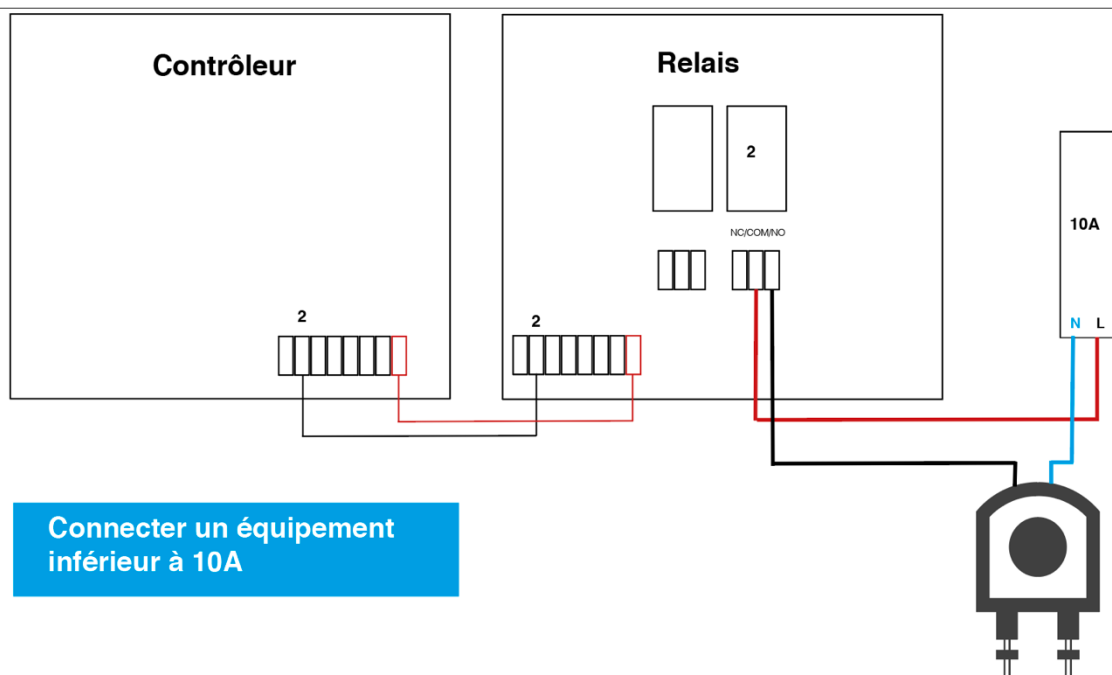 Contrôleur
Relais
2
NC/COM/NO
10A
N L
2
2
Connecter un équipement
inférieur à 10A